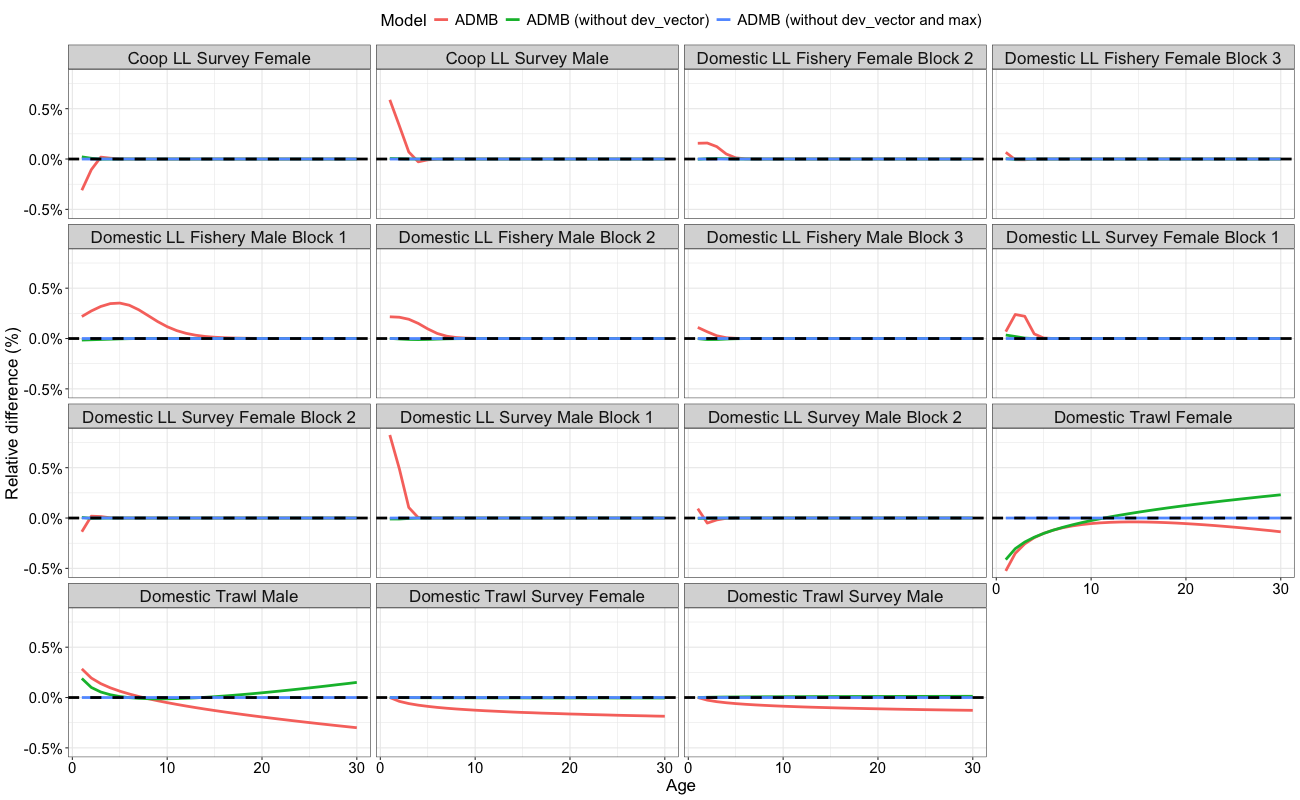 Model ADMB ADMB (without dev_vector) ADMB (without dev_vector and max)
Coop LL Survey Female Coop LL Survey Male Domestic LL Fishery Female Block 2 Domestic LL Fishery Female Block 3
0.5%
0.0%
-0.5%
Domestic LL Fishery Male Block 1 Domestic LL Fishery Male Block 2 Domestic LL Fishery Male Block 3 Domestic LL Survey Female Block 1
0.5%
0.0%
-0.5%
Relative difference (%)
Domestic LL Survey Female Block 2 Domestic LL Survey Male Block 1 Domestic LL Survey Male Block 2 Domestic Trawl Female
0.5%
0.0%
-0.5%
0 10 20 30
Domestic Trawl Male Domestic Trawl Survey Female Domestic Trawl Survey Male
0.5%
0.0%
-0.5%
0 10 20 30 0 10 20 30 0 10 20 30
Age